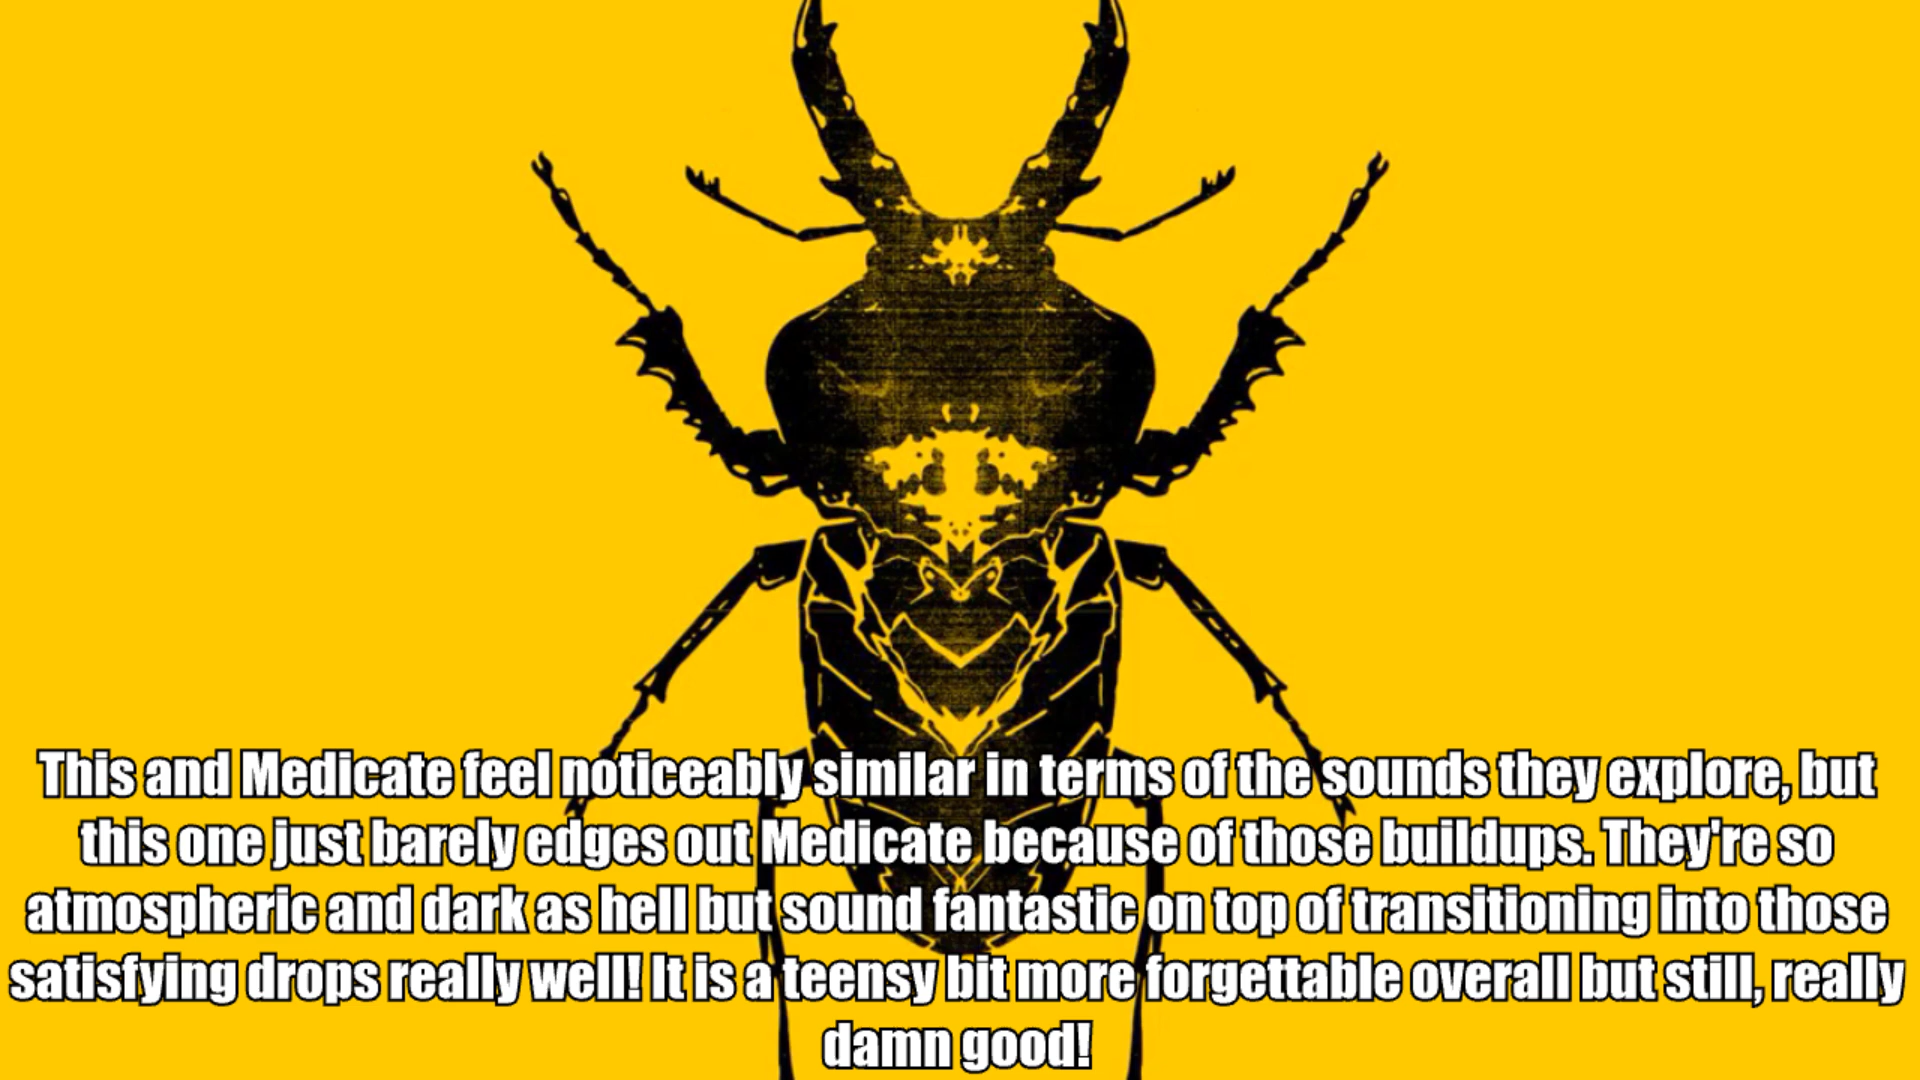 This and Medicate feel noticeably similar in terms of the sounds they explore, but
this one just barely edges out Medicate because of those buildups. They're so
atmospheric and dark as hell but sound fantastic on top of transitioning into those
satisfying drops really well! It is a teensy bit more forgettable overall but still, really
damn good!